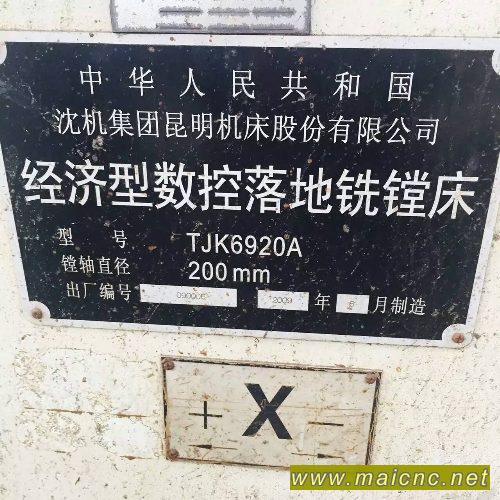 中华人民共和国
沈机集团昆明机床股份有限公司
经济型数控落地铣镗床
型 号 TJK6920A
镗轴直径 200mm
出厂编号 2009 年 月制造
+ X −
www.maicnc.net